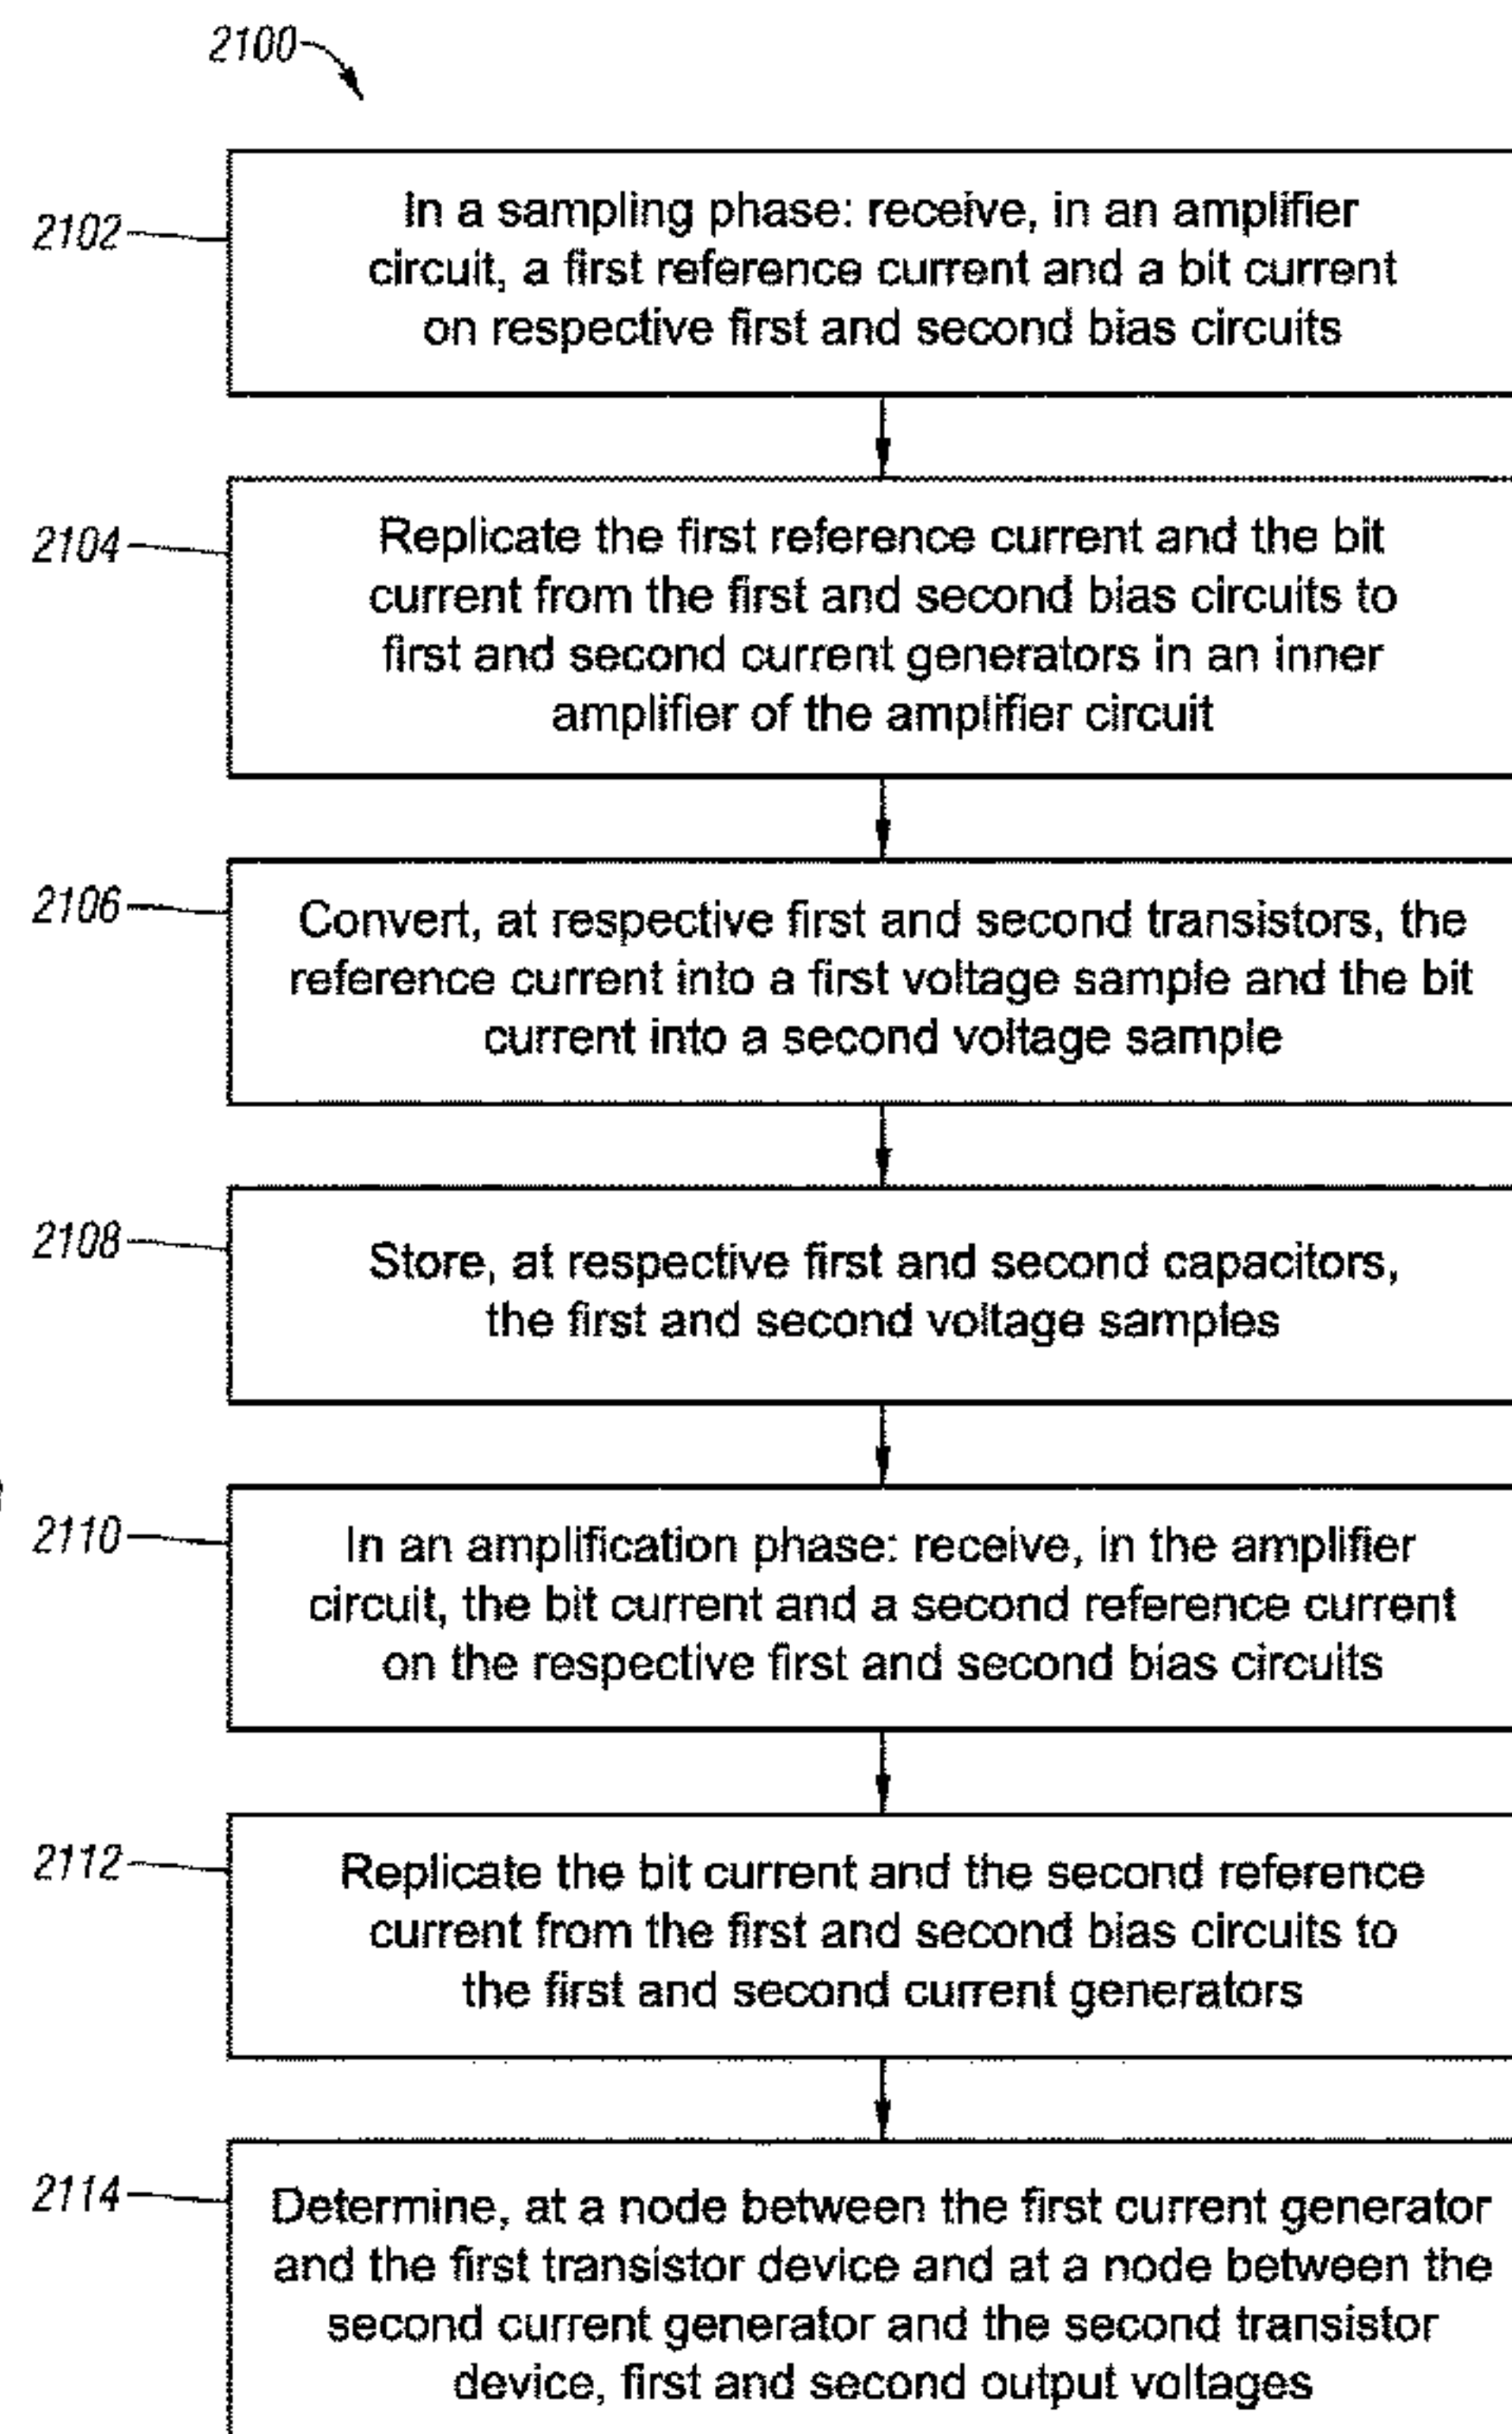 2100
2102
In a sampling phase: receive, in an amplifier
circuit, a first reference current and a bit current
on respective first and second bias circuits
2104
Replicate the first reference current and the bit
current from the first and second bias circuits to
first and second current generators in an inner
amplifier of the amplifier circuit
2106
Convert, at respective first and second transistors, the
reference current into a first voltage sample and the bit
current into a second voltage sample
2108
Store, at respective first and second capacitors,
the first and second voltage samples
2110
In an amplification phase: receive, in the amplifier
circuit, the bit current and a second reference current
on the respective first and second bias circuits
2112
Replicate the bit current and the second reference
current from the first and second bias circuits to
the first and second current generators
2114
Determine, at a node between the first current generator
and the first transistor device and at a node between the
second current generator and the second transistor
device, first and second output voltages